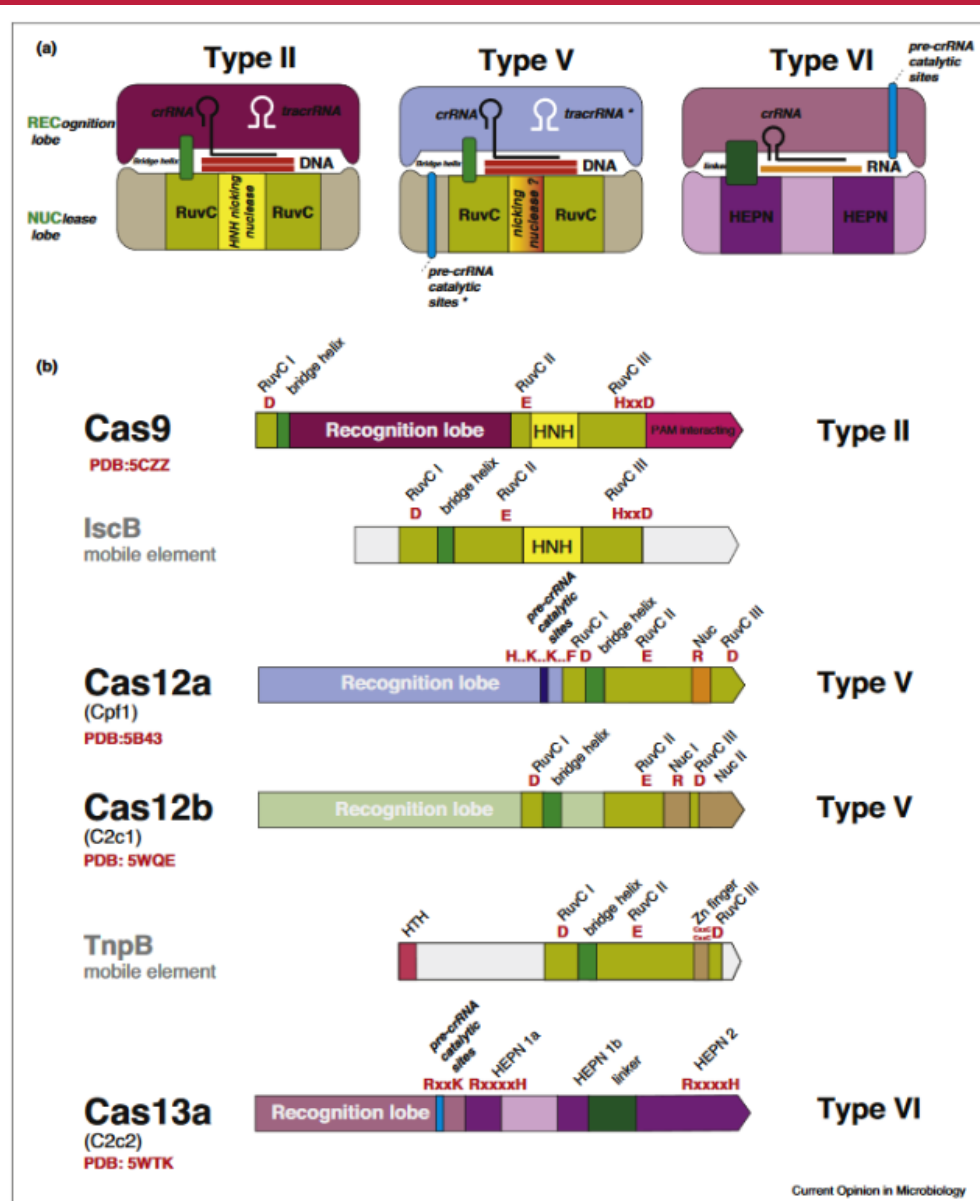 (a)
Type II
Type V
Type VI
pre-crRNA
catalytic
sites
RECognition
lobe
crRNA
tracrRNA
Bridge helix
DNA
crRNA
tracrRNA *
Bridge helix
DNA
crRNA
linker
RNA
NUClease
lobe
RuvC
HNH nicking
nuclease
RuvC
RuvC
nicking
nuclease ?
RuvC
HEPN
HEPN
pre-crRNA
catalytic
sites *
(b)
RuvC I
bridge helix
RuvC II
RuvC III
D
E
HxxD
Cas9
Recognition lobe
HNH
PAM interacting
Type II
PDB:5CZZ
RuvC I
bridge helix
RuvC II
RuvC III
D
E
HxxD
IscB
mobile element
HNH
pre-crRNA
catalytic
sites
RuvC I
bridge helix
RuvC II
Nuc
RuvC III
H..K..K..F
D
E
R
D
Cas12a
(Cpf1)
PDB:5B43
Recognition lobe
Type V
RuvC I
bridge helix
RuvC II
Nuc I
RuvC III
Nuc II
D
E
R
D
Cas12b
(C2c1)
PDB: 5WQE
Recognition lobe
Type V
HTH
RuvC I
bridge helix
RuvC II
Zn finger
RuvC III
D
E
CxxC
CxxC
D
TnpB
mobile element
pre-crRNA
catalytic
sites
HEPN 1a
HEPN 1b
linker
HEPN 2
RxxK
RxxxxH
RxxxxH
Cas13a
(C2c2)
PDB: 5WTK
Recognition lobe
Type VI
Current Opinion in Microbiology